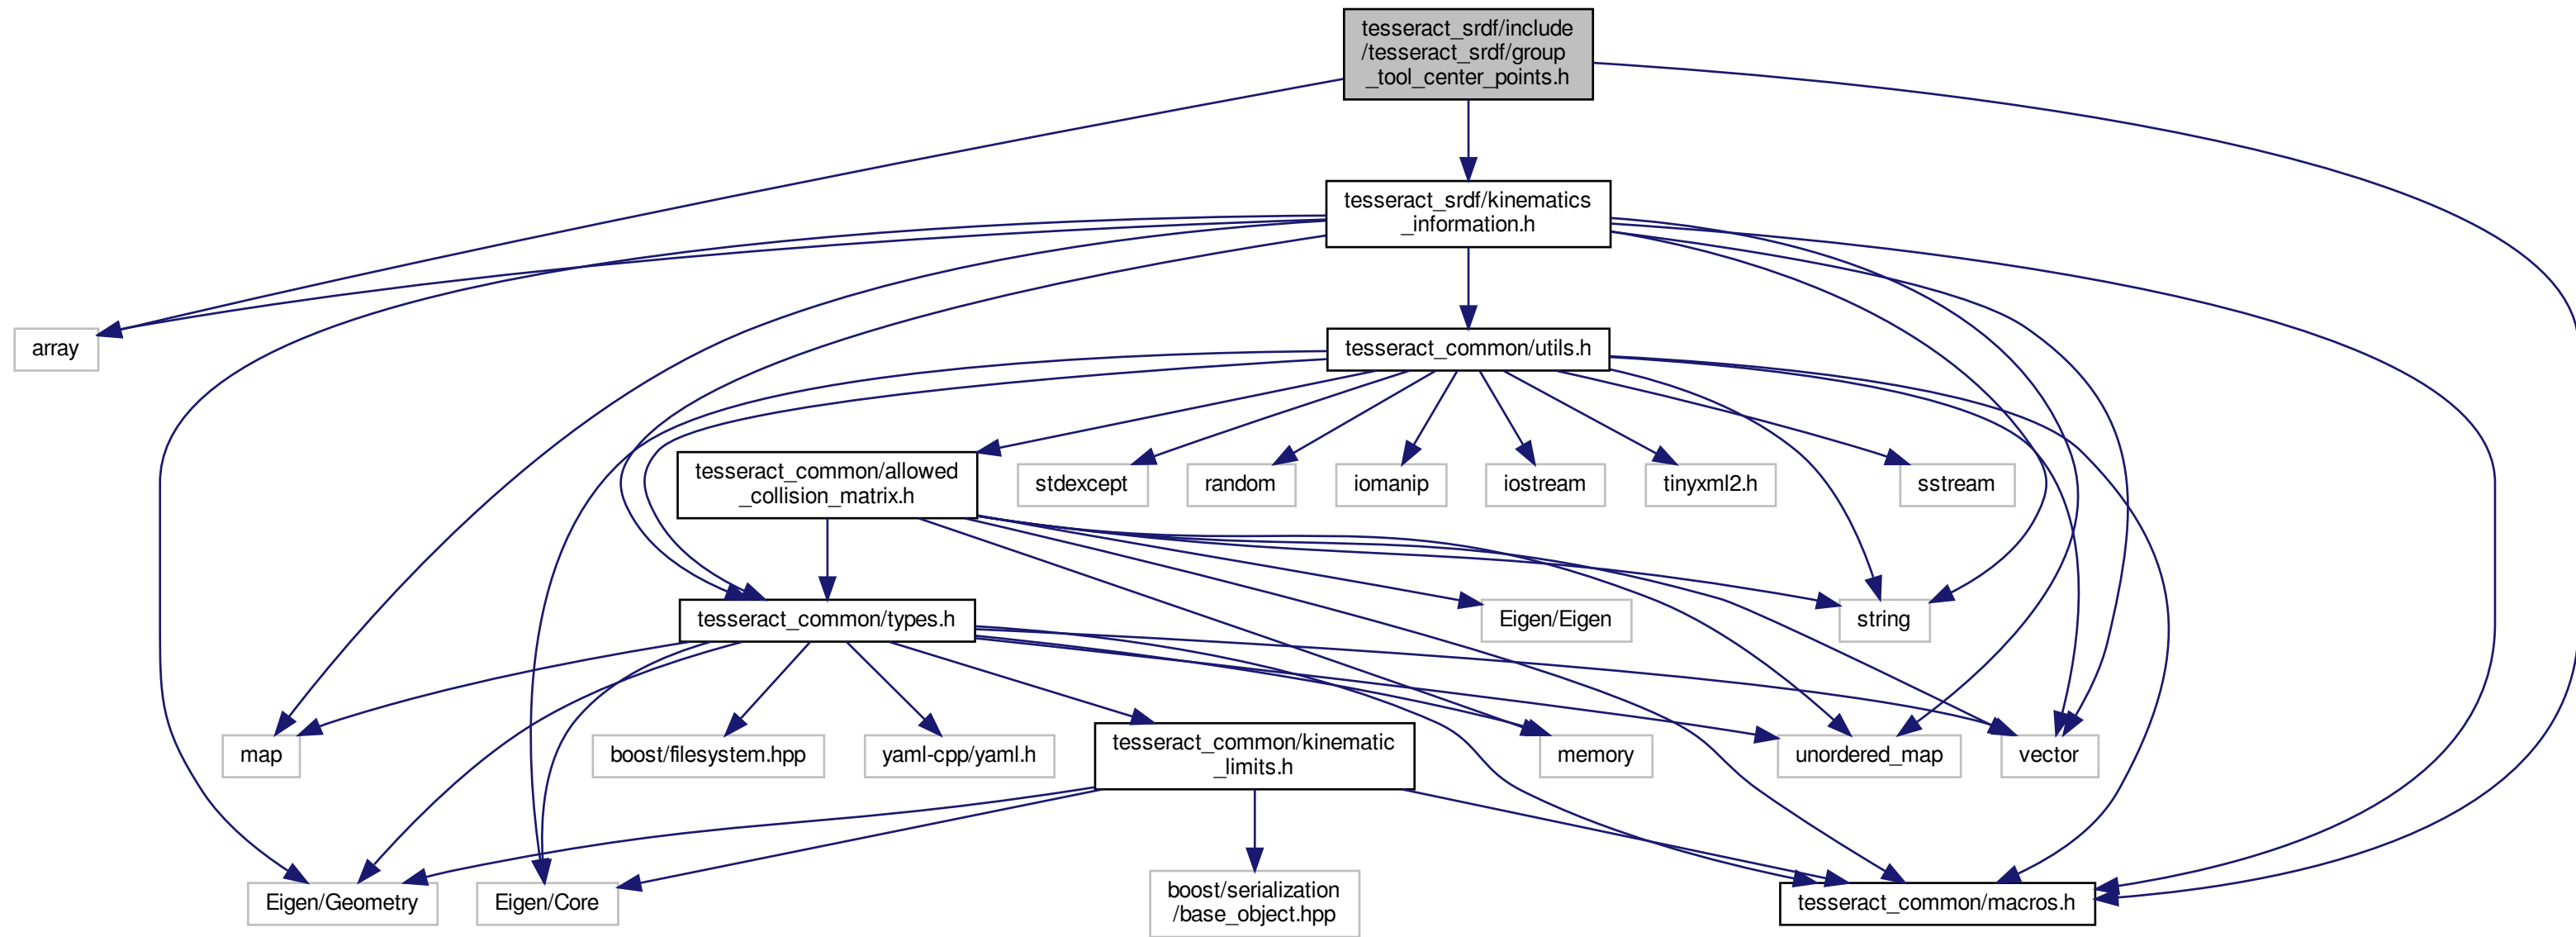 tesseract_srdf/include
/tesseract_srdf/group
_tool_center_points.h
tesseract_srdf/kinematics
_information.h
array
tesseract_common/utils.h
tesseract_common/allowed
_collision_matrix.h
stdexcept
random
iomanip
iostream
tinyxml2.h
sstream
tesseract_common/types.h
Eigen/Eigen
string
map
boost/filesystem.hpp
yaml-cpp/yaml.h
tesseract_common/kinematic
_limits.h
memory
unordered_map
vector
Eigen/Geometry
Eigen/Core
boost/serialization
/base_object.hpp
tesseract_common/macros.h